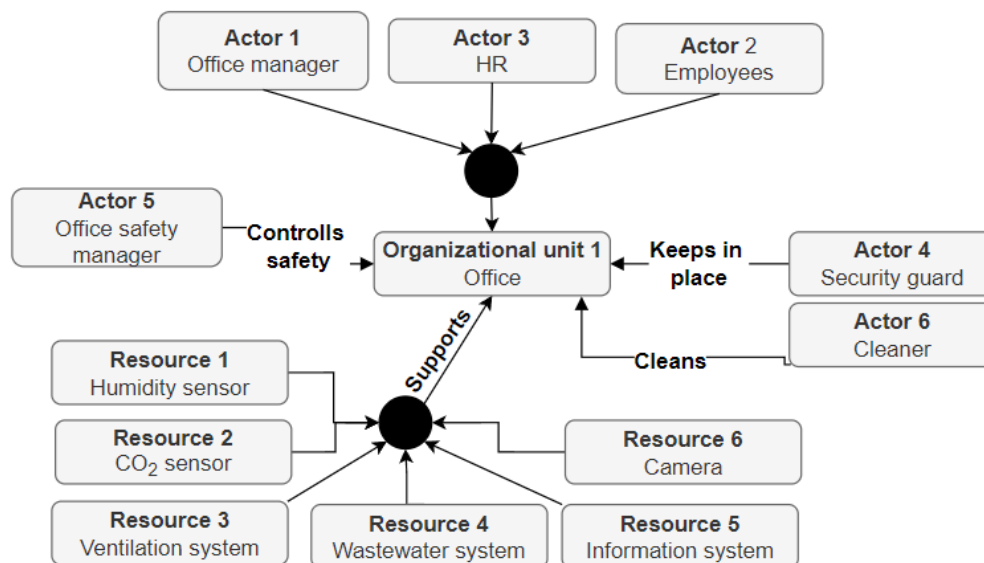 Actor 1
Office manager
Actor 3
HR
Actor 2
Employees
Actor 5
Office safety
manager
Controlls
safety
Organizational unit 1
Office
Keeps in
place
Actor 4
Security guard
Actor 6
Cleaner
Supports
Cleans
Resource 1
Humidity sensor
Resource 2
CO₂ sensor
Resource 6
Camera
Resource 3
Ventilation system
Resource 4
Wastewater system
Resource 5
Information system